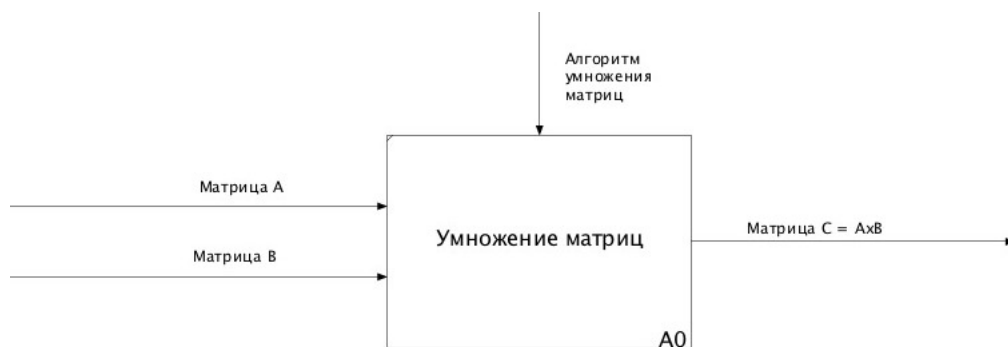 Алгоритм
умножения
матриц
Матрица А
Матрица В
Умножение матриц
Матрица С = АхВ
А0